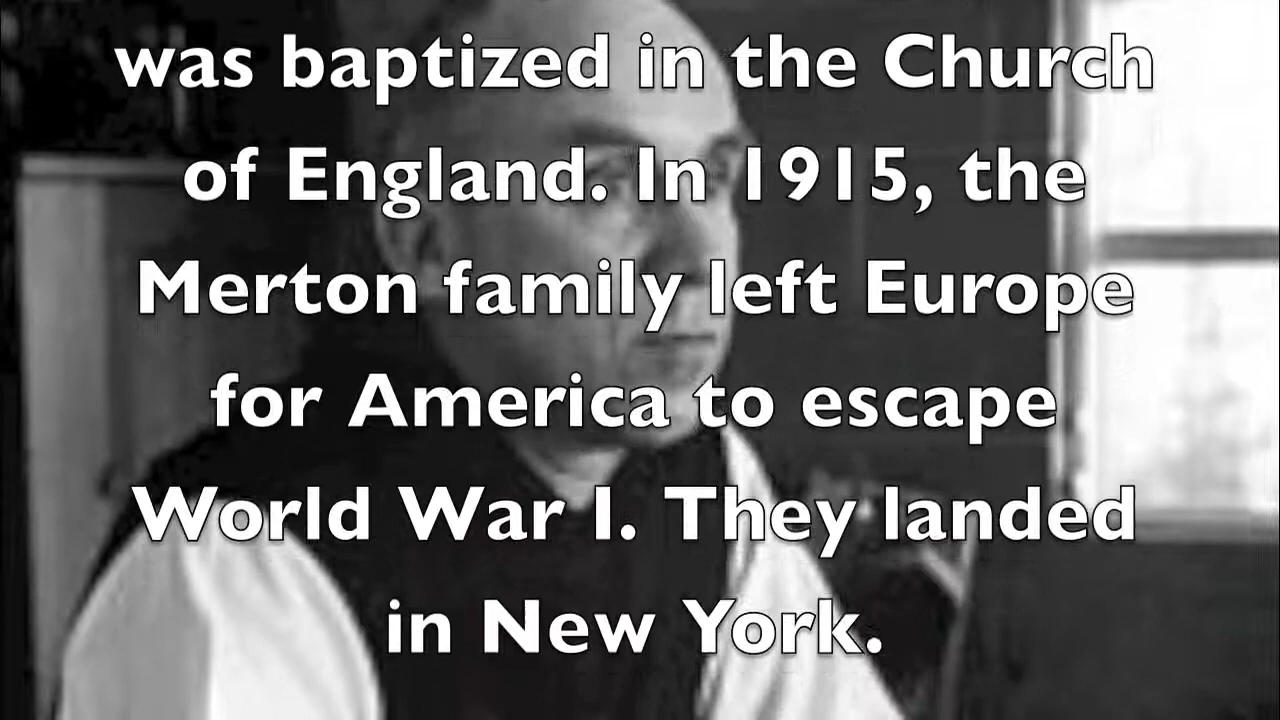 was baptized in the Church
of England. In 1915, the
Merton family left Europe
for America to escape
World War I. They landed
in New York.